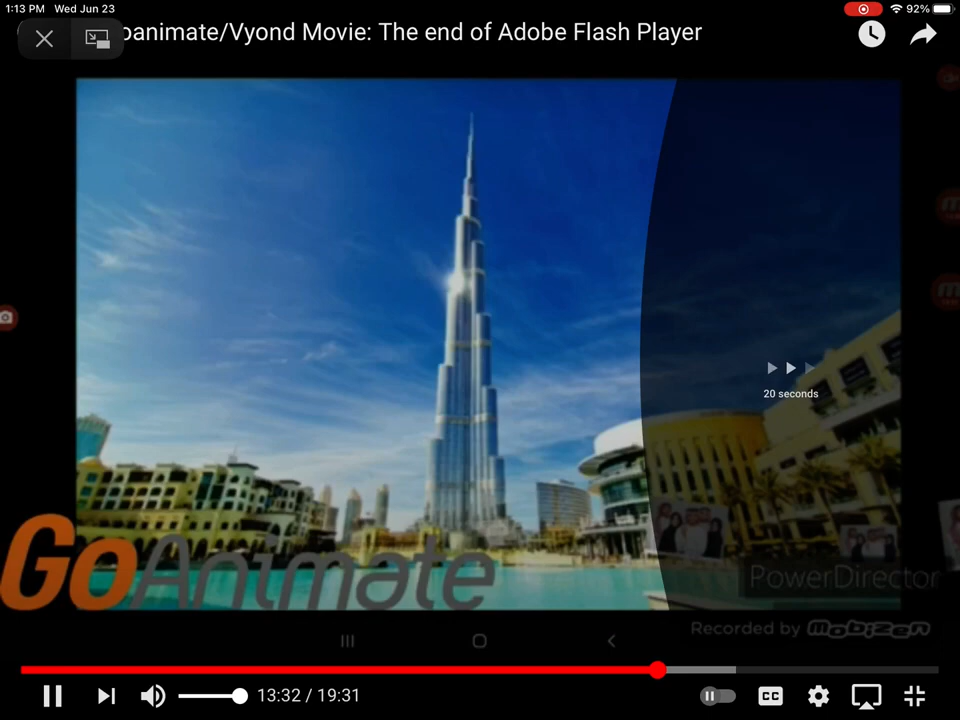 1:13 PM Wed Jun 23
92%
oanimate/Vyond Movie: The end of Adobe Flash Player
20 seconds
GoAnimate
PowerDirector
Recorded by mobizen
13:32 / 19:31
CC